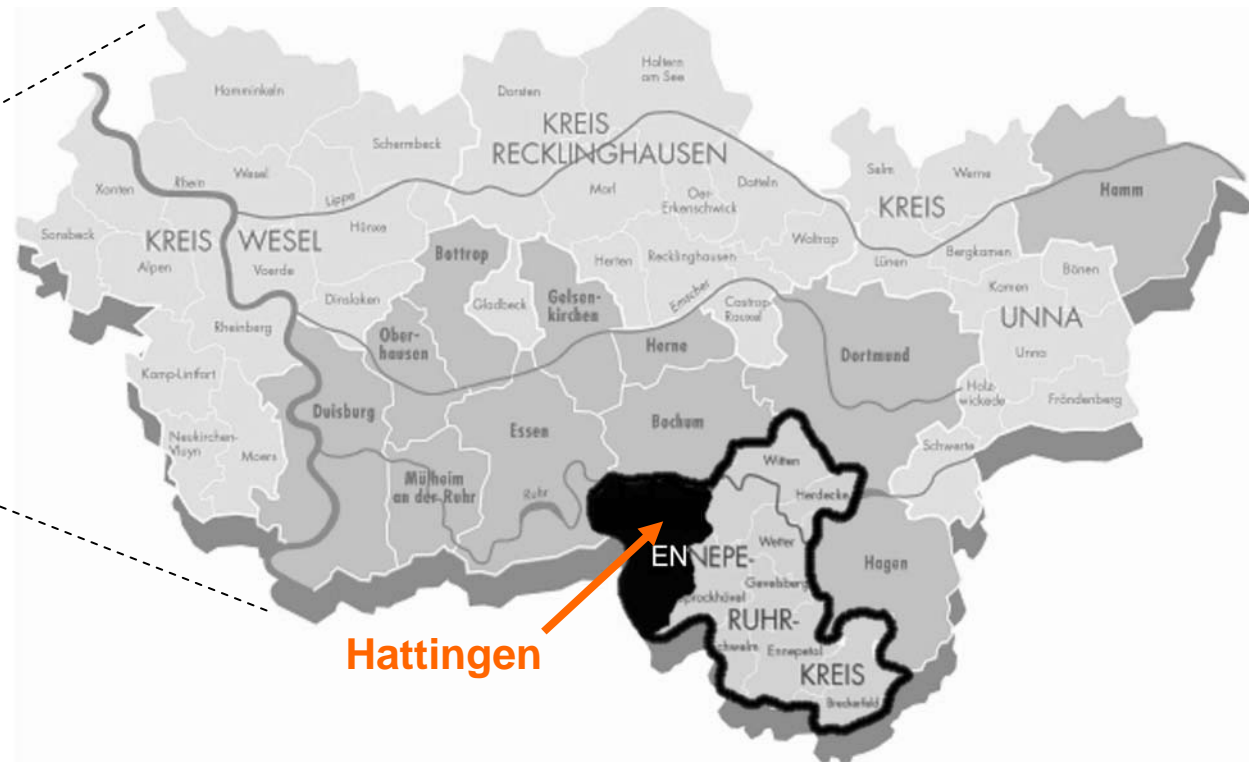 Haltern
am See
Hamminkeln
Dorsten
KREIS
RECKLINGHAUSEN
Schermbeck
Selm
Werne
Hamm
Xanten
Rhein
Wesel
Lippe
Marl
Oer-
Erkenschwick
Datteln
KREIS
Sonsbeck
KREIS WESEL
Hünxe
Waltrop
Bergkamen
Alpen
Voerde
Bottrop
Herten
Recklinghausen
Lünen
Bönen
Kamen
Dinslaken
Gladbeck
Gelsen-
kirchen
Emscher
Castrop-
Rauxel
UNNA
Rheinberg
Ober-
hausen
Herne
Dortmund
Unna
Kamp-Lintfort
Holz-
wickede
Fröndenberg
Duisburg
Essen
Bochum
Neukirchen-
Vluyn
Moers
Schwerte
Witten
Mülheim
an der Ruhr
Ruhr
Herdecke
Wetter
ENNEPE-
Hagen
Gevelsberg
prockhövel
RUHR-
Hattingen
chwelm
Ennepetal
KREIS
Breckerfeld